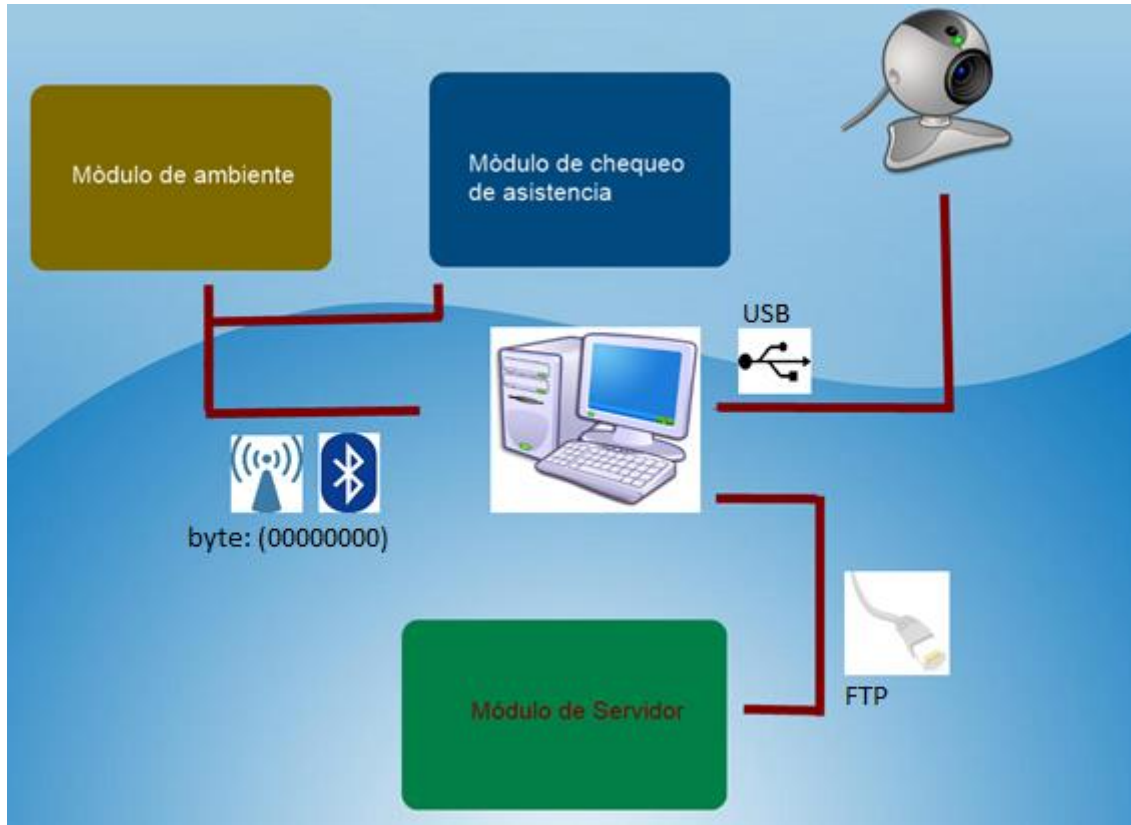 Mòdulo de ambiente
Mòdulo de chequeo
de asistencia
USB
byte: (00000000)
FTP
Módulo de Servidor